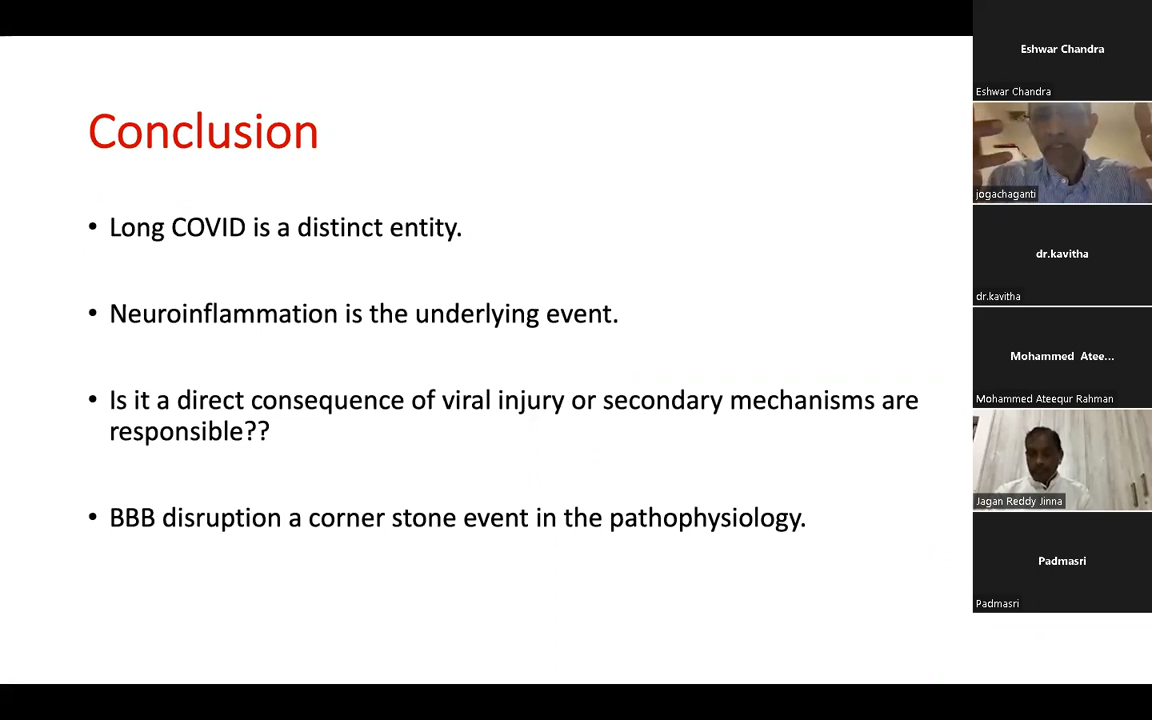 Conclusion
• Long COVID is a distinct entity.
• Neuroinflammation is the underlying event.
• Is it a direct consequence of viral injury or secondary mechanisms are
responsible??
• BBB disruption a corner stone event in the pathophysiology.
Eshwar Chandra
Eshwar Chandra
jogachaganti
dr.kavitha
dr.kavitha
Mohammed Atee...
Mohammed Ateequr Rahman
Jagan Reddy Jinna
Padmasri
Padmasri